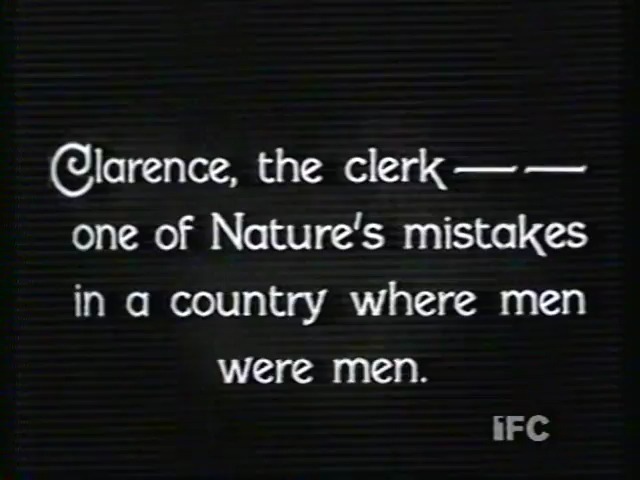 Clarence, the clerk — —
one of Nature's mistakes
in a country where men
were men.
iFC